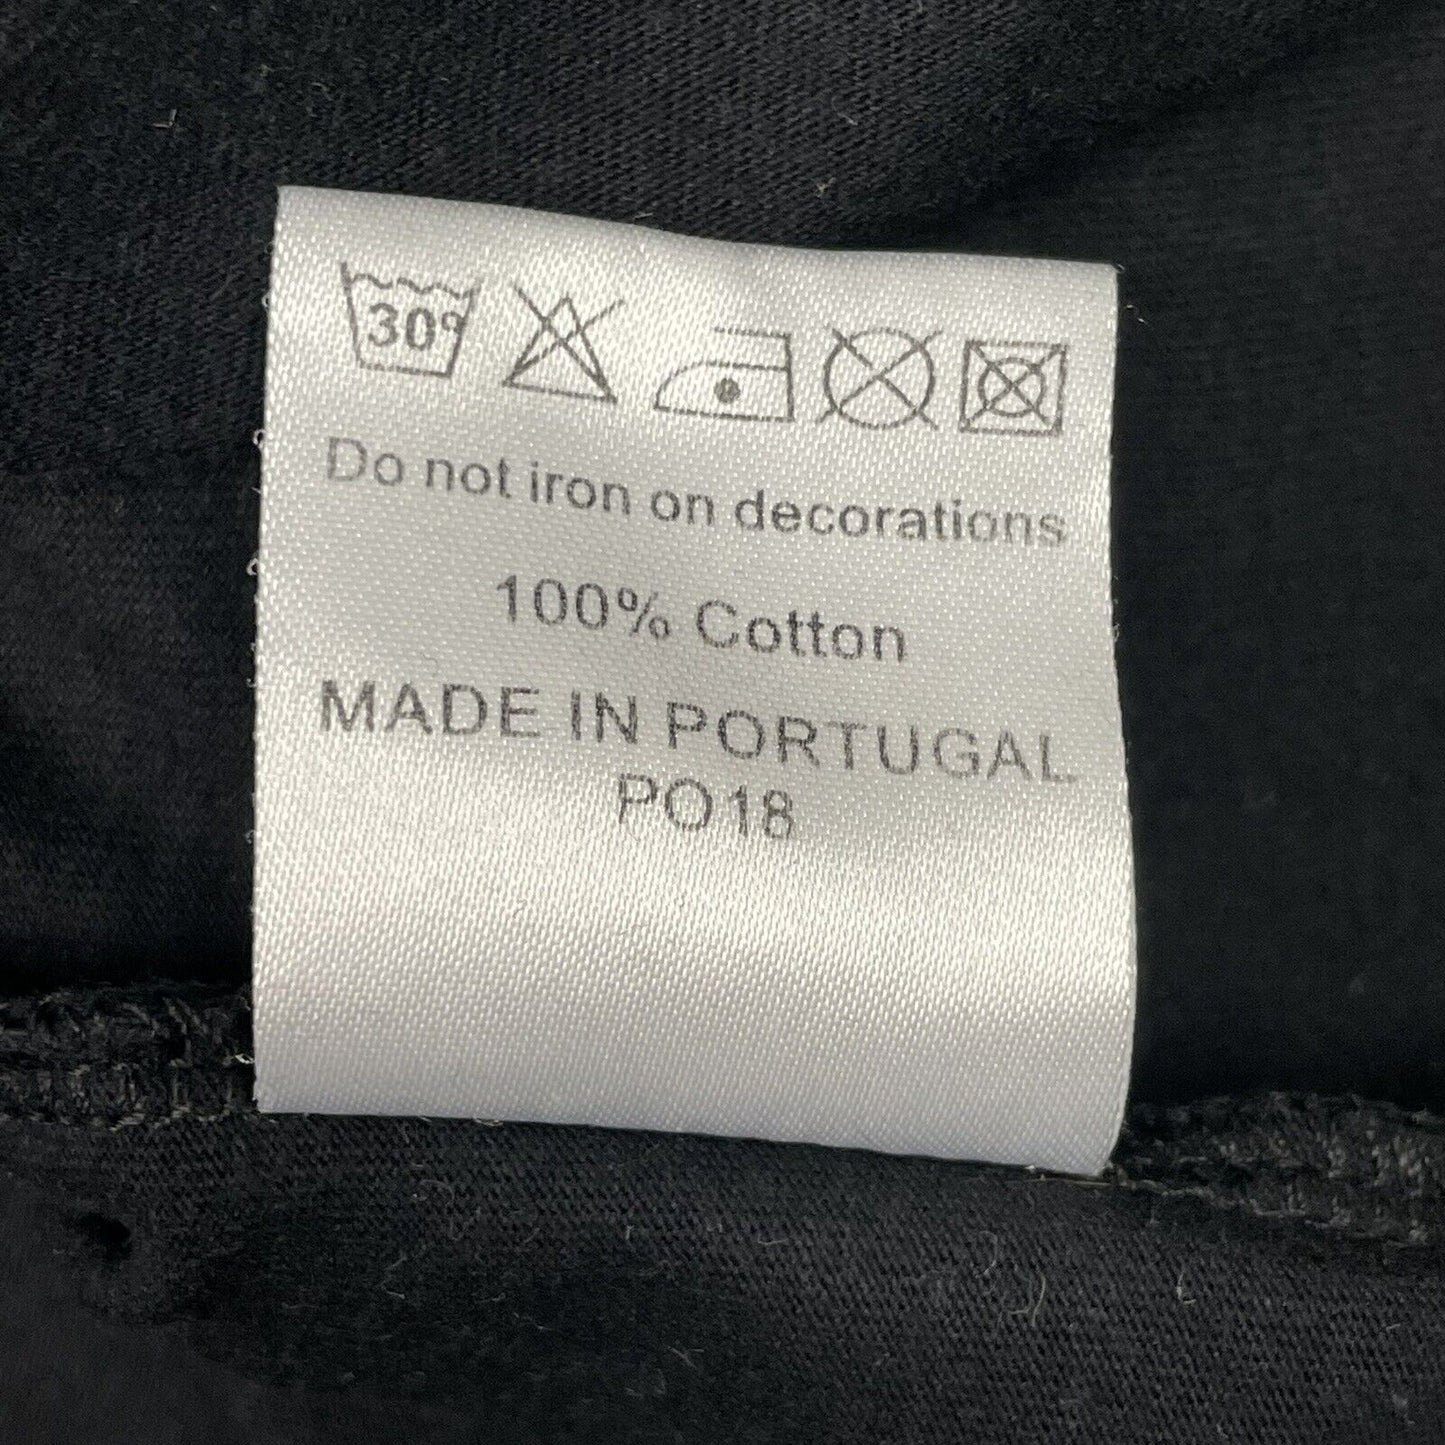 30°
Do not iron on decorations
100% Cotton
MADE IN PORTUGAL
PO18